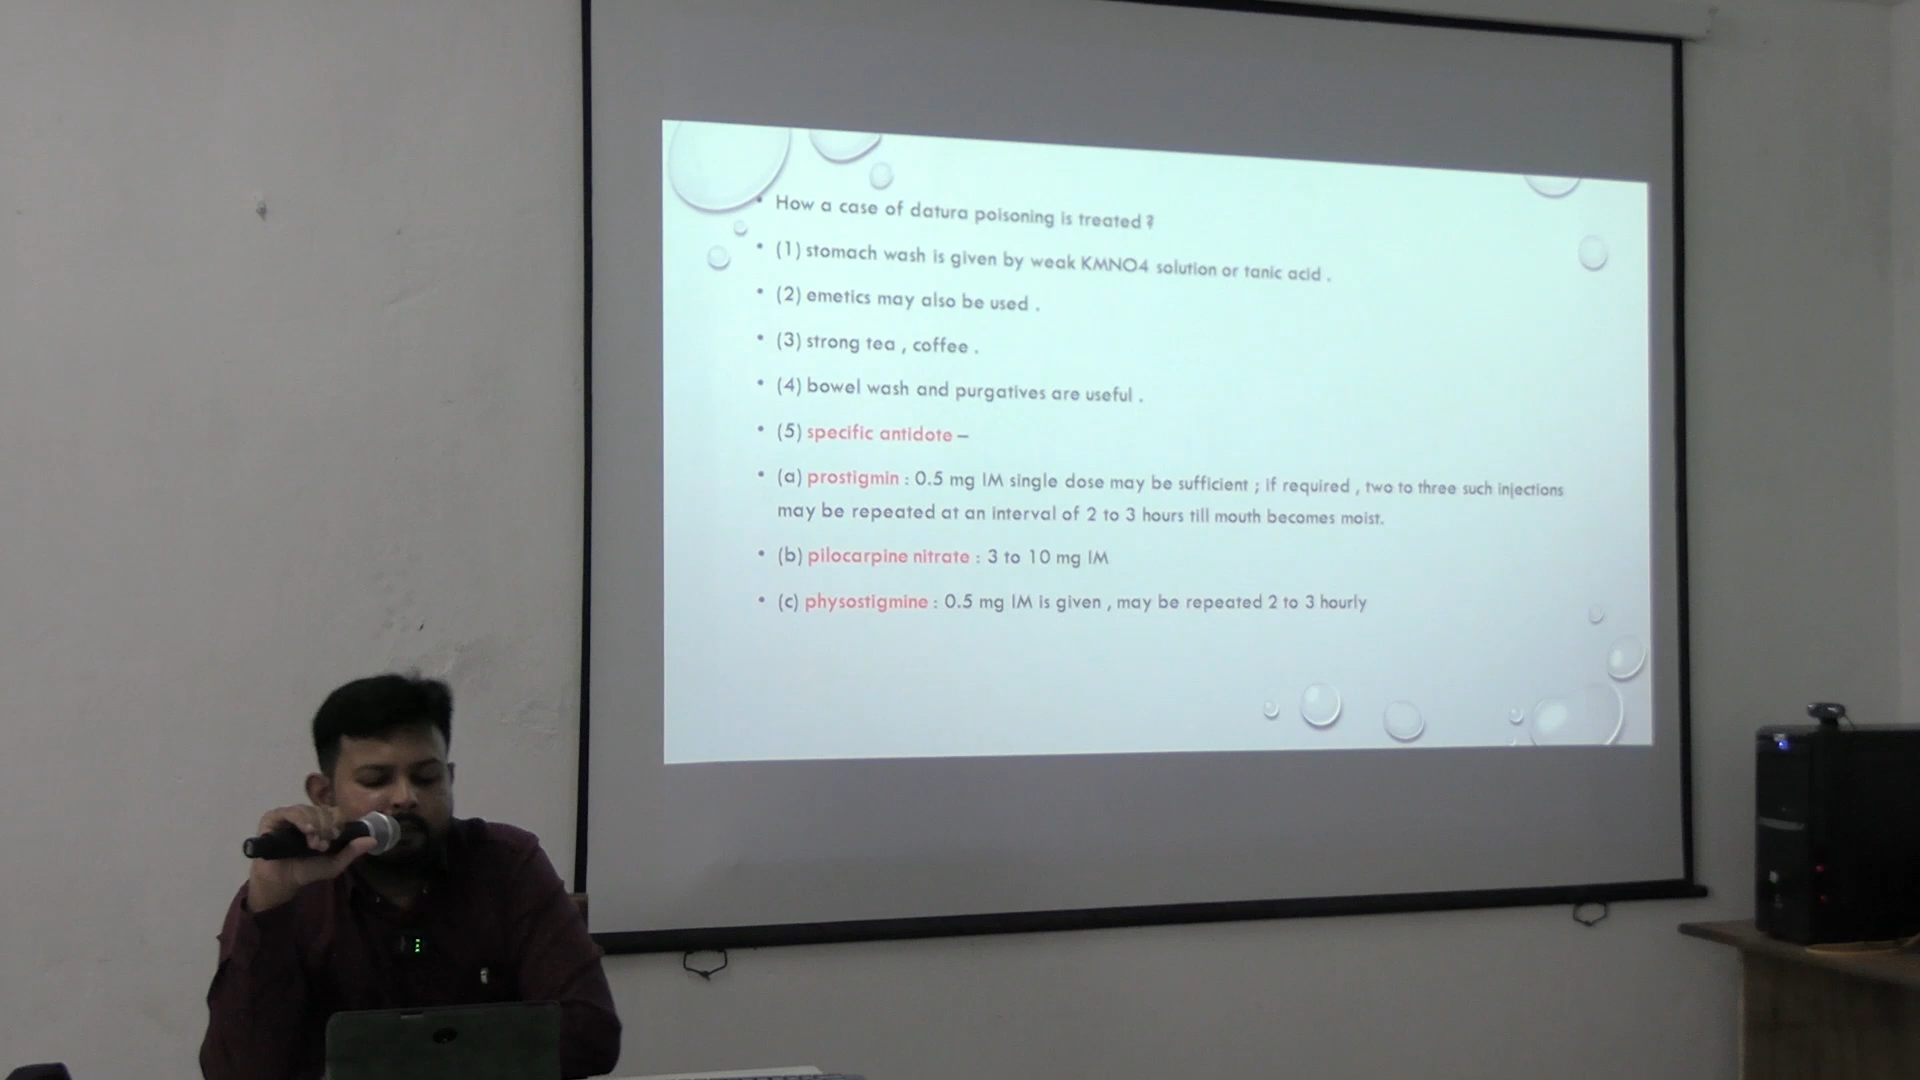 • How a case of datura poisoning is treated ?
• (1) stomach wash is given by weak KMNO4 solution or tanic acid .
• (2) emetics may also be used .
• (3) strong tea , coffee .
• (4) bowel wash and purgatives are useful .
• (5) specific antidote –
• (a) prostigmin : 0.5 mg IM single dose may be sufficient ; if required , two to three such injections
may be repeated at an interval of 2 to 3 hours till mouth becomes moist.
• (b) pilocarpine nitrate : 3 to 10 mg IM
• (c) physostigmine : 0.5 mg IM is given , may be repeated 2 to 3 hourly